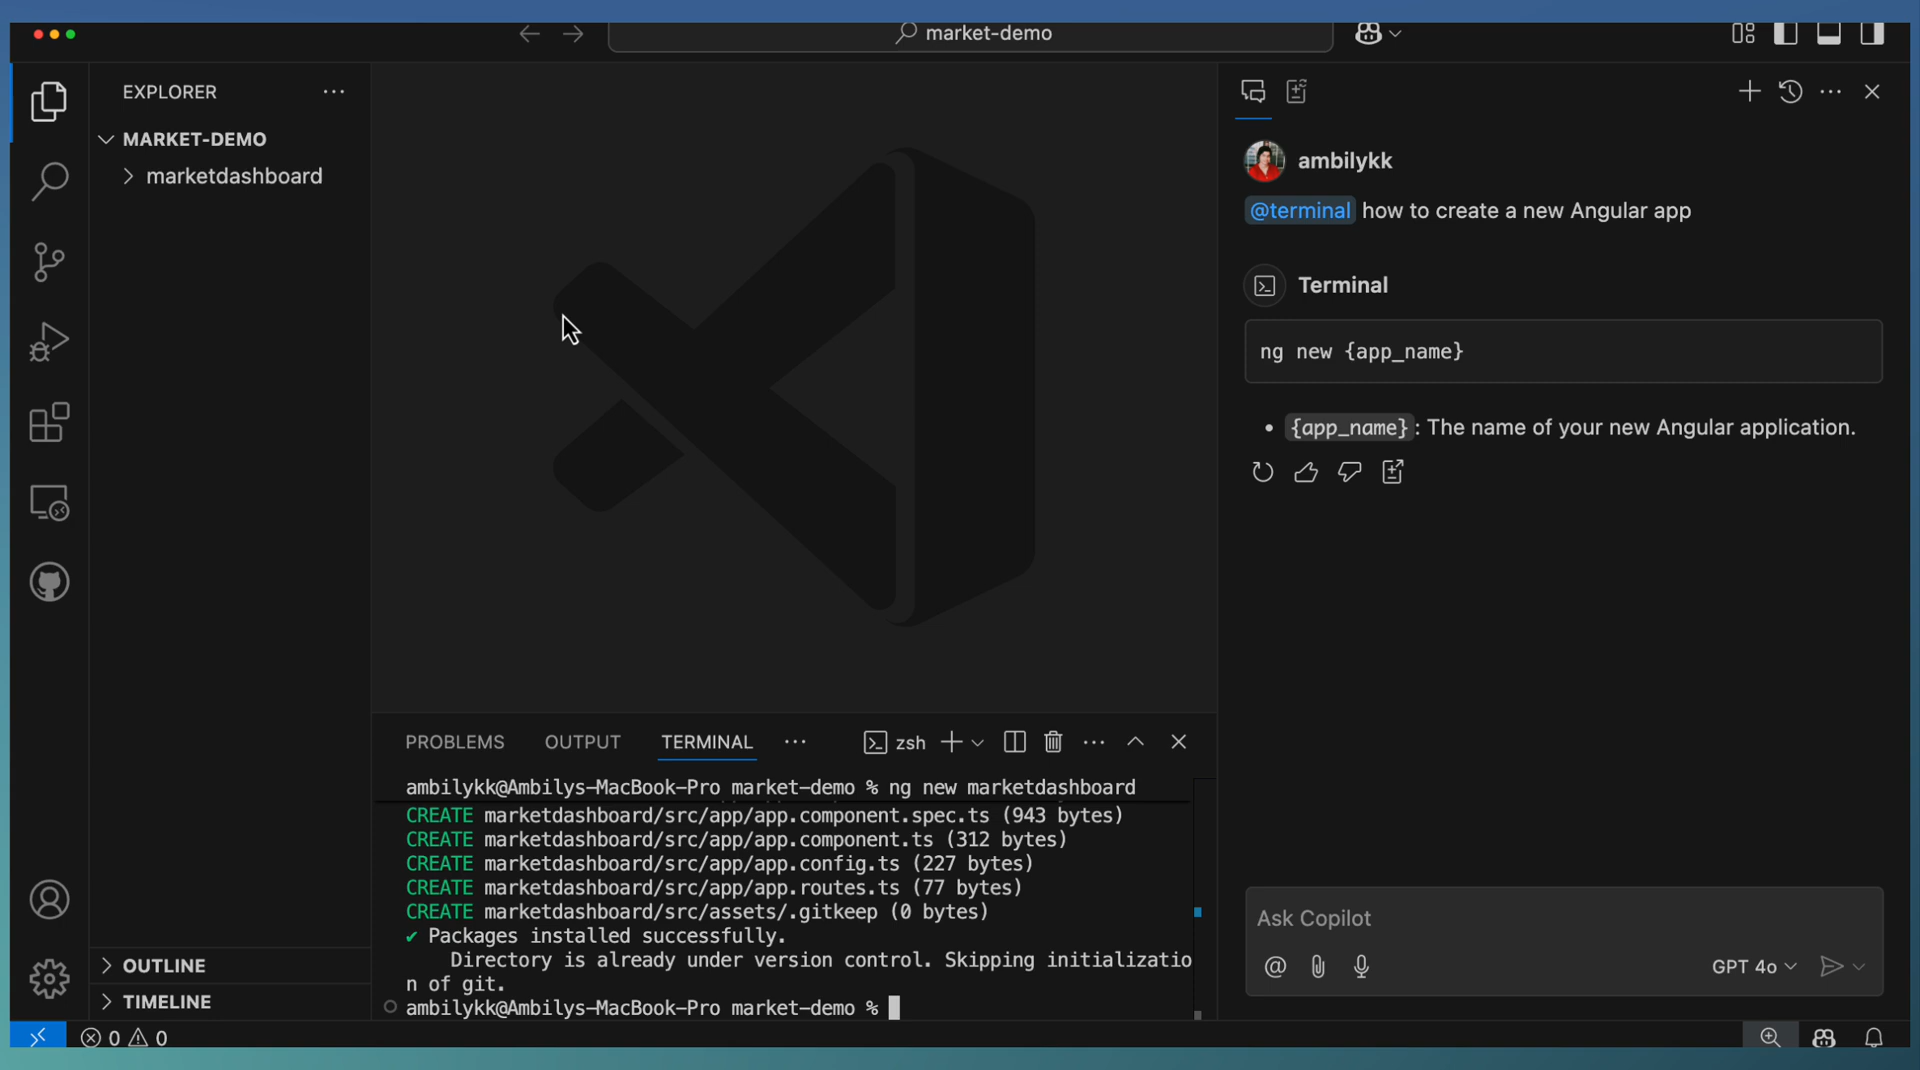 market-demo
EXPLORER
MARKET-DEMO
marketdashboard
OUTLINE
TIMELINE
PROBLEMS OUTPUT TERMINAL zsh
ambilykk@Ambilys-MacBook-Pro market-demo % ng new marketdashboard
CREATE marketdashboard/src/app/app.component.spec.ts (943 bytes)
CREATE marketdashboard/src/app/app.component.ts (312 bytes)
CREATE marketdashboard/src/app/app.config.ts (227 bytes)
CREATE marketdashboard/src/app/app.routes.ts (77 bytes)
CREATE marketdashboard/src/assets/.gitkeep (0 bytes)
✔ Packages installed successfully.
Directory is already under version control. Skipping initializatio
n of git.
ambilykk@Ambilys-MacBook-Pro market-demo %
ambilykk
@terminal how to create a new Angular app
Terminal
ng new {app_name}
• {app_name}: The name of your new Angular application.
Ask Copilot
GPT 4o
0 0